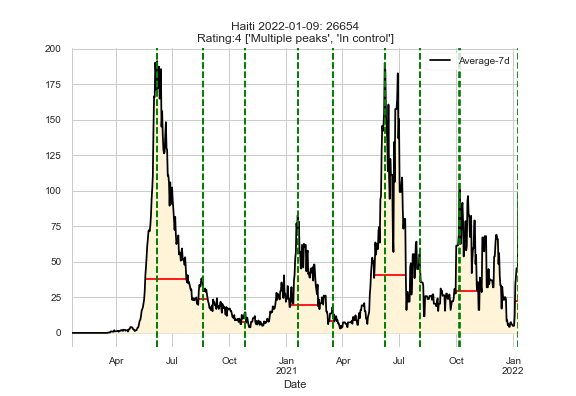 Haiti 2022-01-09: 26654
Rating:4 ['Multiple peaks', 'In control']
200
175
150
125
100
75
50
25
0
Average-7d
Apr
Jul
Oct
Jan
2021
Apr
Jul
Oct
Jan
2022
Date